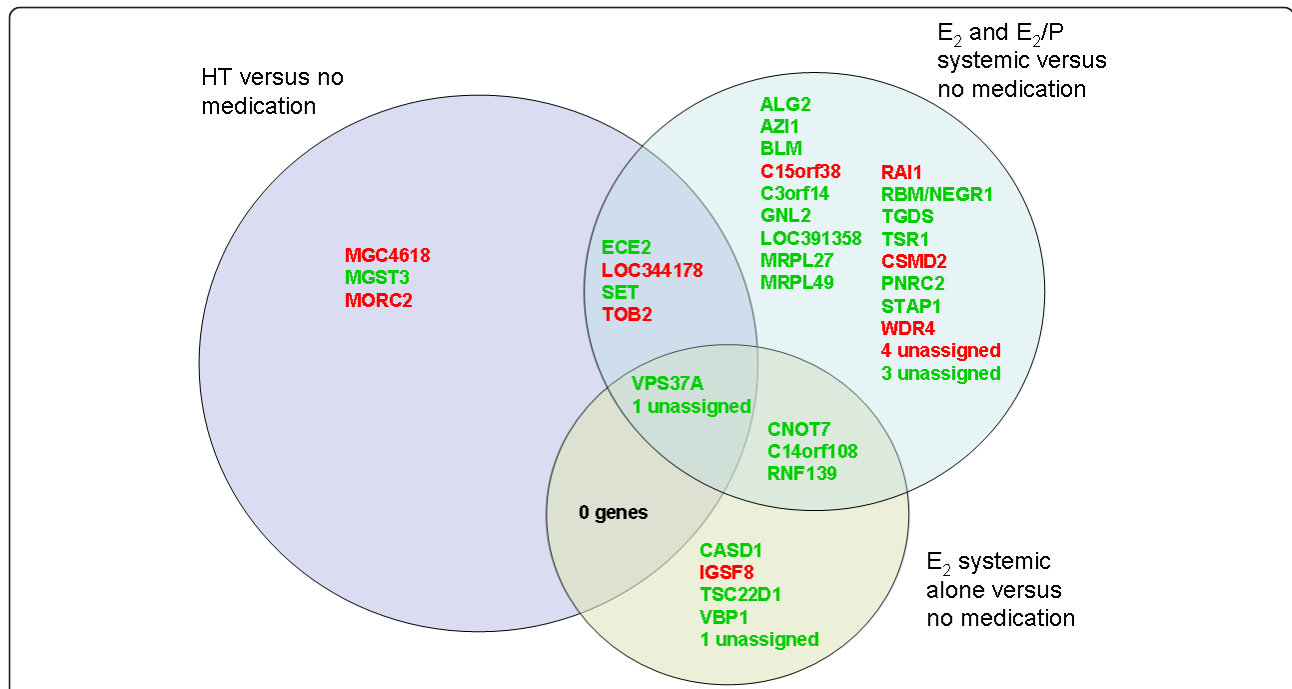 HT versus no
medication
E₂ and E₂/P
systemic versus
no medication
MGC4618
MGST3
MORC2
ECE2
LOC344178
SET
TOB2
ALG2
AZI1
BLM
C15orf38
C3orf14
GNL2
LOC391358
MRPL27
MRPL49
RAI1
RBM/NEGR1
TGDS
TSR1
CSMD2
PNRC2
STAP1
WDR4
4 unassigned
3 unassigned
VPS37A
1 unassigned
CNOT7
C14orf108
RNF139
0 genes
CASD1
IGSF8
TSC22D1
VBP1
1 unassigned
E₂ systemic
alone versus
no medication